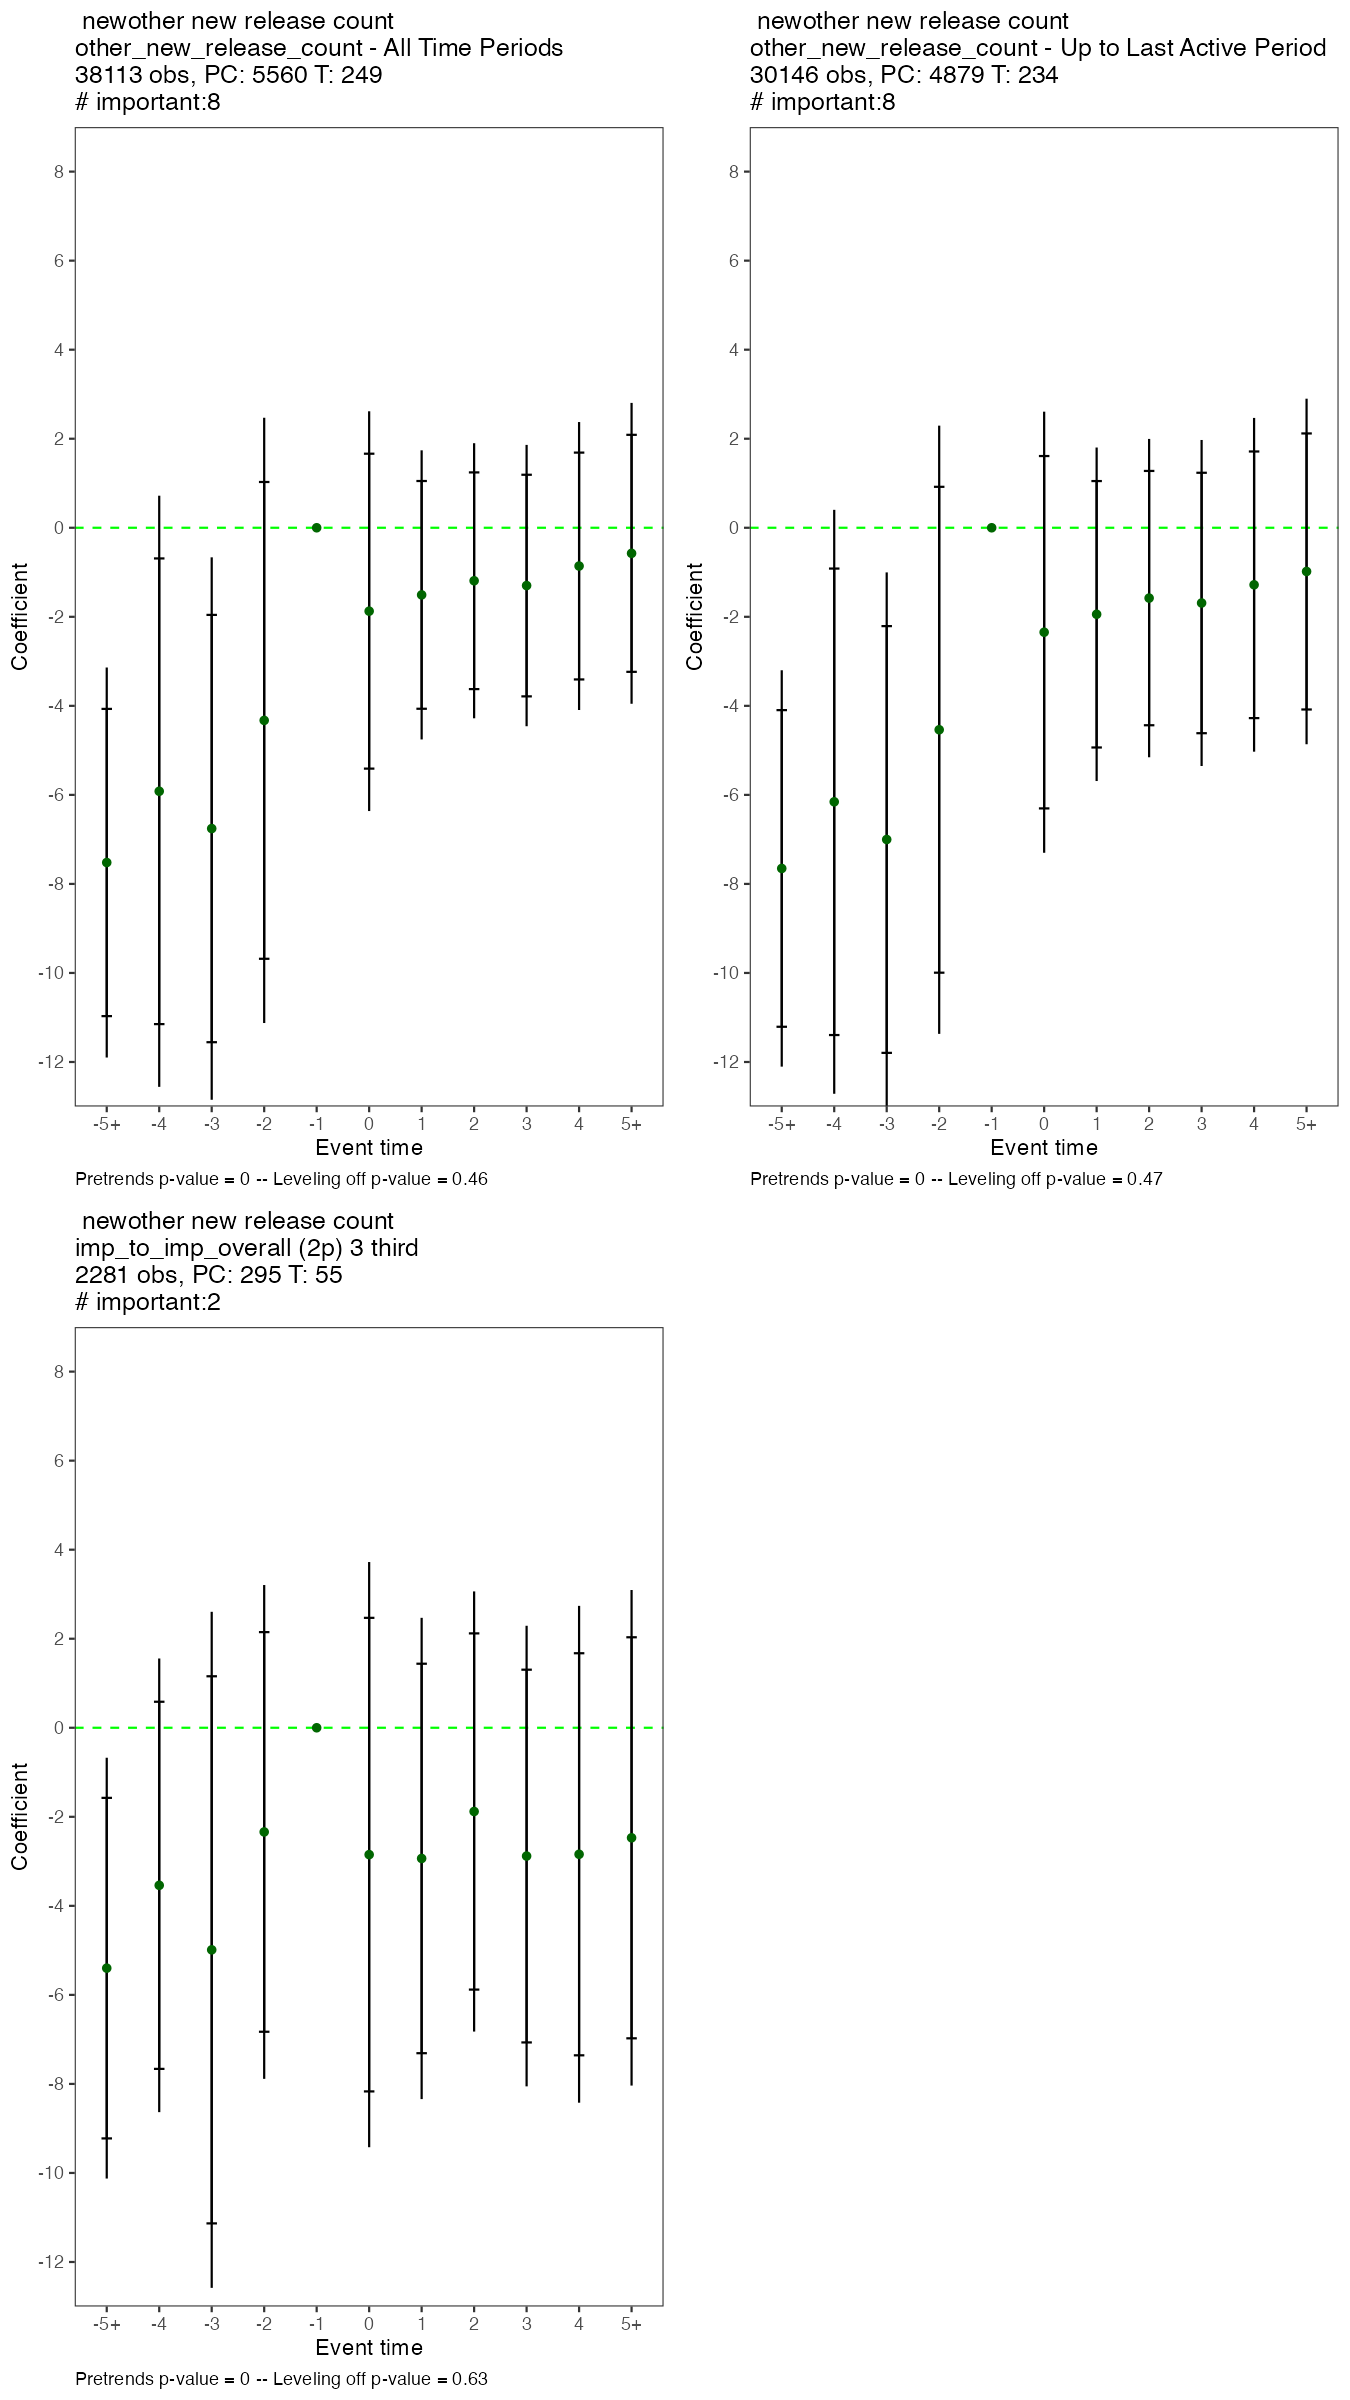 newother new release count
other_new_release_count - All Time Periods
38113 obs, PC: 5560 T: 249
# important:8
8
6
4
2
0
-2
-4
-6
-8
-10
-12
Coefficient
-5+ -4 -3 -2 -1 0 1 2 3 4 5+
Event time
Pretrends p-value = 0 -- Leveling off p-value = 0.46
newother new release count
other_new_release_count - Up to Last Active Period
30146 obs, PC: 4879 T: 234
# important:8
8
6
4
2
0
-2
-4
-6
-8
-10
-12
Coefficient
-5+ -4 -3 -2 -1 0 1 2 3 4 5+
Event time
Pretrends p-value = 0 -- Leveling off p-value = 0.47
newother new release count
imp_to_imp_overall (2p) 3 third
2281 obs, PC: 295 T: 55
# important:2
8
6
4
2
0
-2
-4
-6
-8
-10
-12
Coefficient
-5+ -4 -3 -2 -1 0 1 2 3 4 5+
Event time
Pretrends p-value = 0 -- Leveling off p-value = 0.63